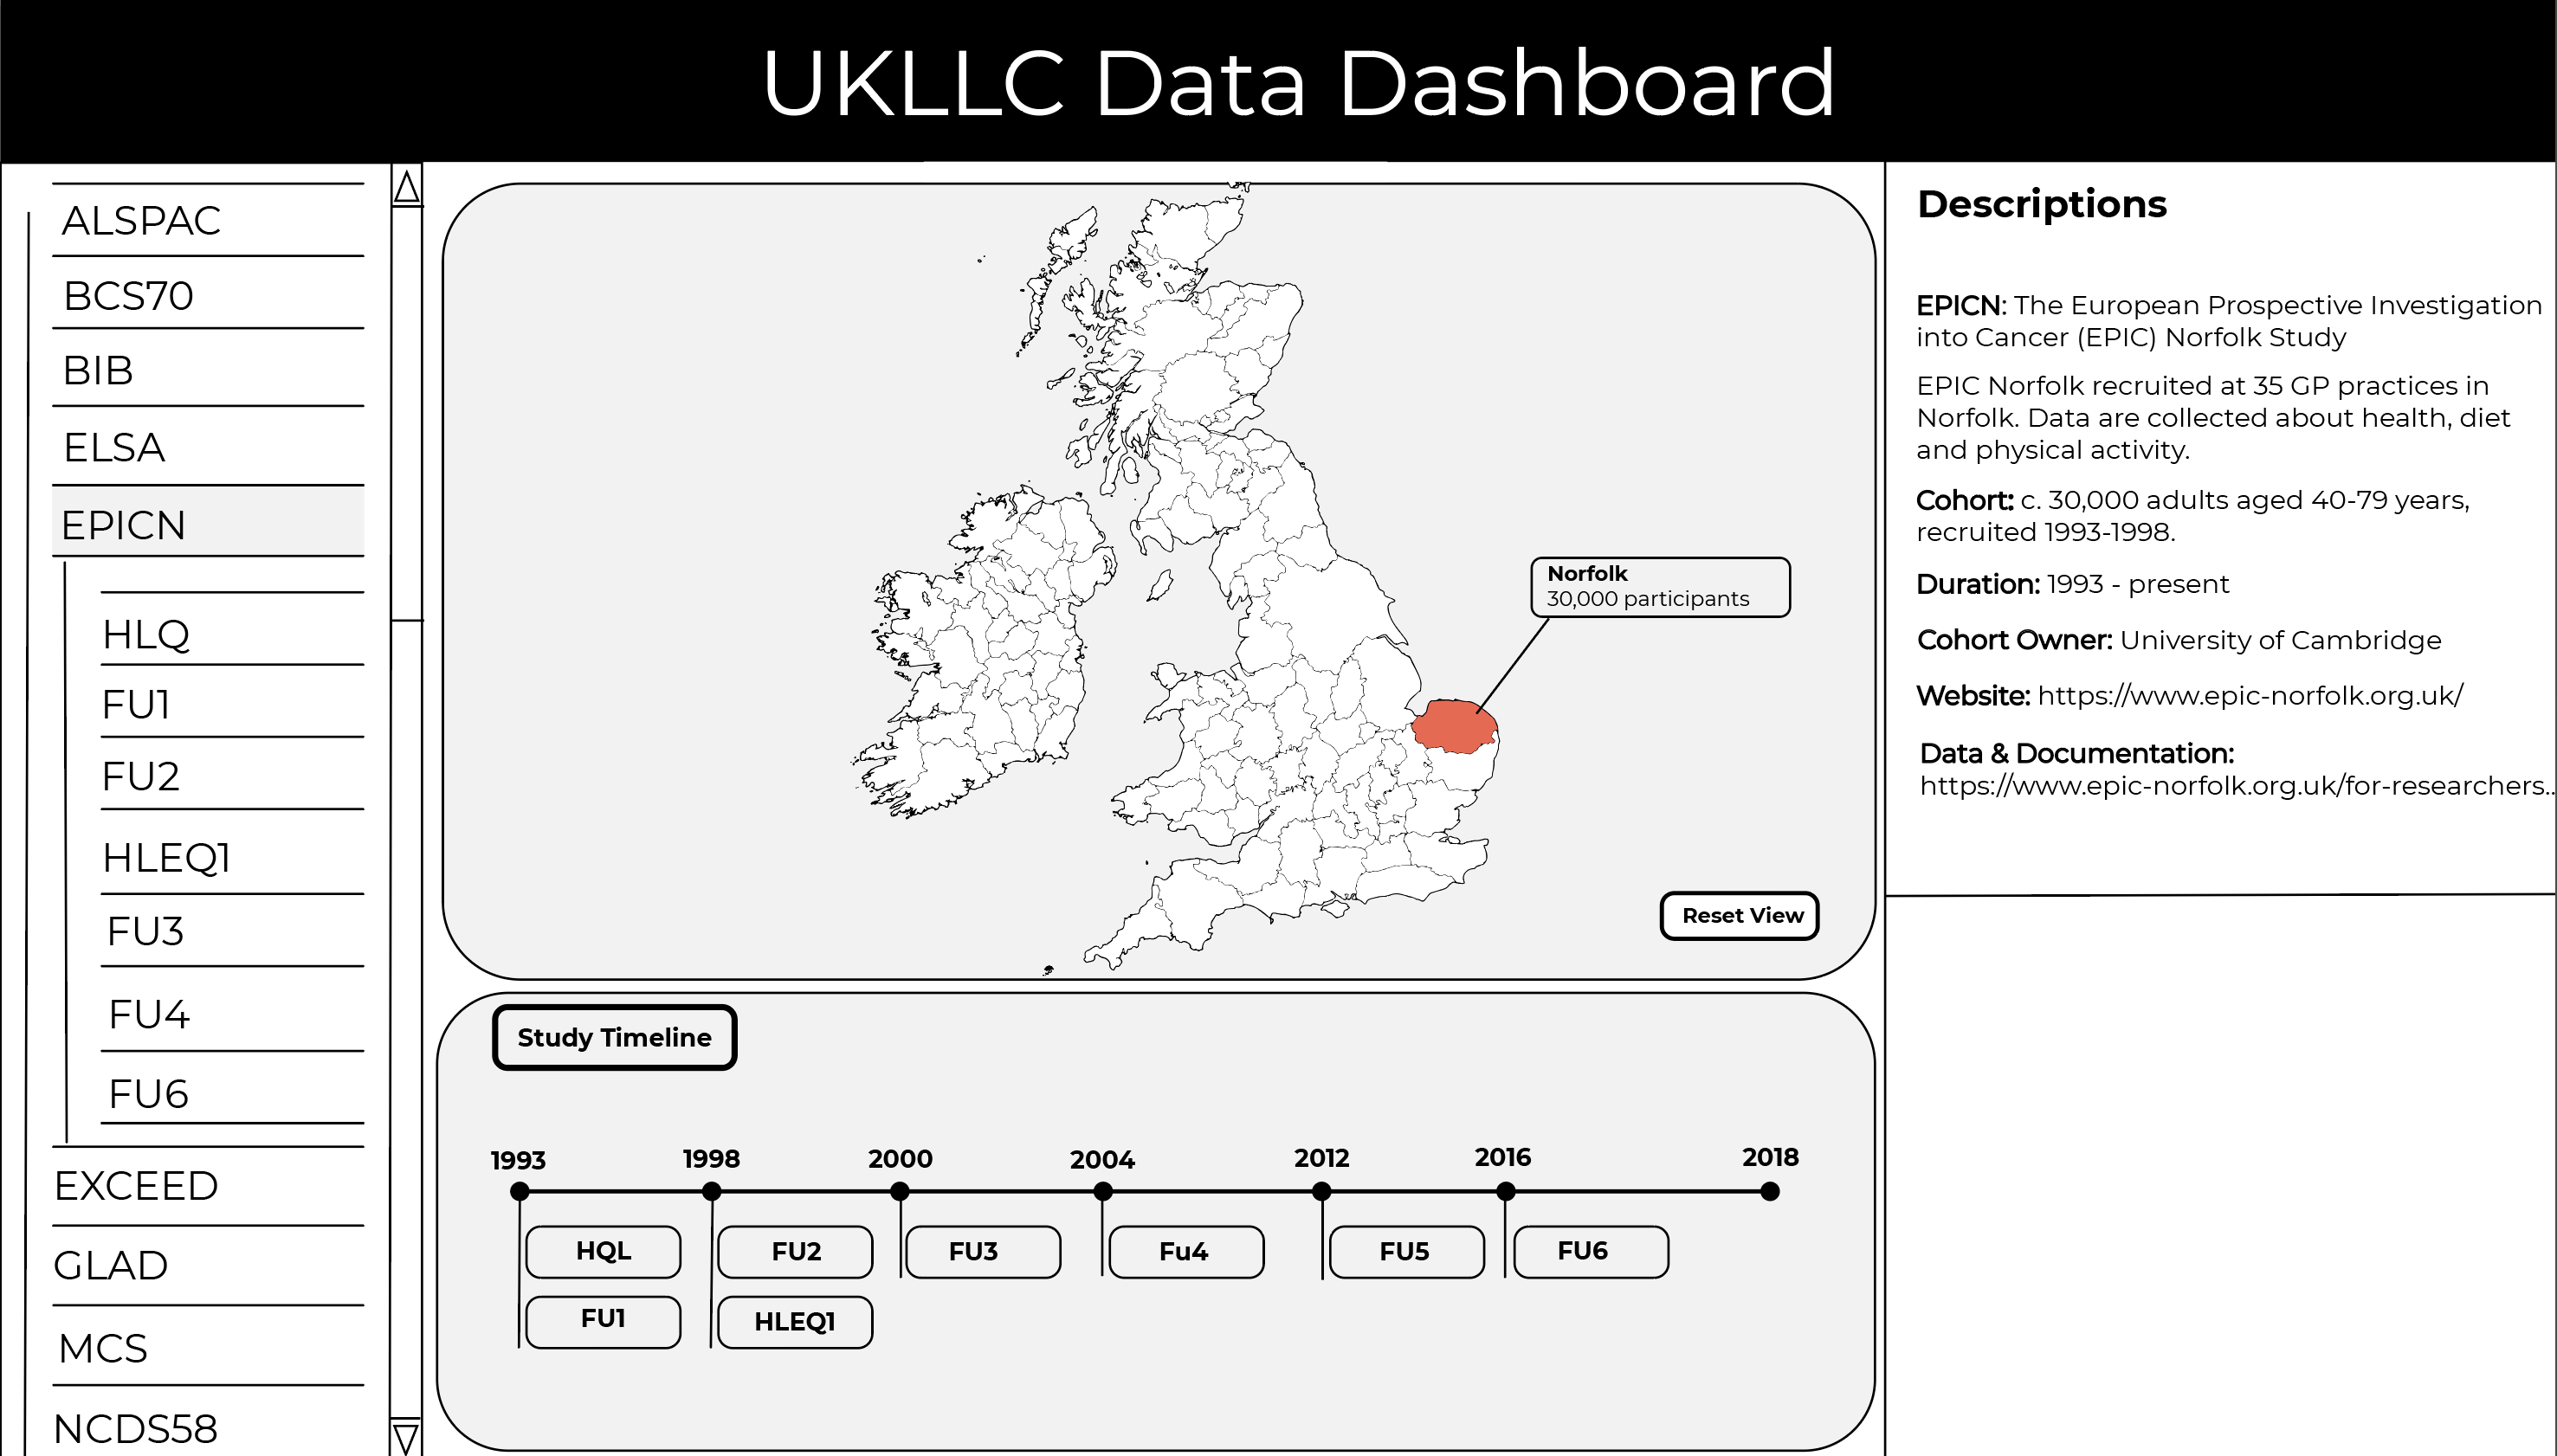 UKLLC Data Dashboard
ALSPAC
BCS70
BIB
ELSA
EPICN
HLQ
FU1
FU2
HLEQ1
FU3
FU4
FU6
EXCEED
GLAD
MCS
NCDS58
Norfolk
30,000 participants
Reset View
Study Timeline
1993
1998
2000
2004
2012
2016
2018
HQL
FU2
FU3
Fu4
FU5
FU6
FU1
HLEQ1
Descriptions
EPICN: The European Prospective Investigation
into Cancer (EPIC) Norfolk Study
EPIC Norfolk recruited at 35 GP practices in
Norfolk. Data are collected about health, diet
and physical activity.
Cohort: c. 30,000 adults aged 40-79 years,
recruited 1993-1998.
Duration: 1993 - present
Cohort Owner: University of Cambridge
Website: https://www.epic-norfolk.org.uk/
Data & Documentation:
https://www.epic-norfolk.org.uk/for-researchers..